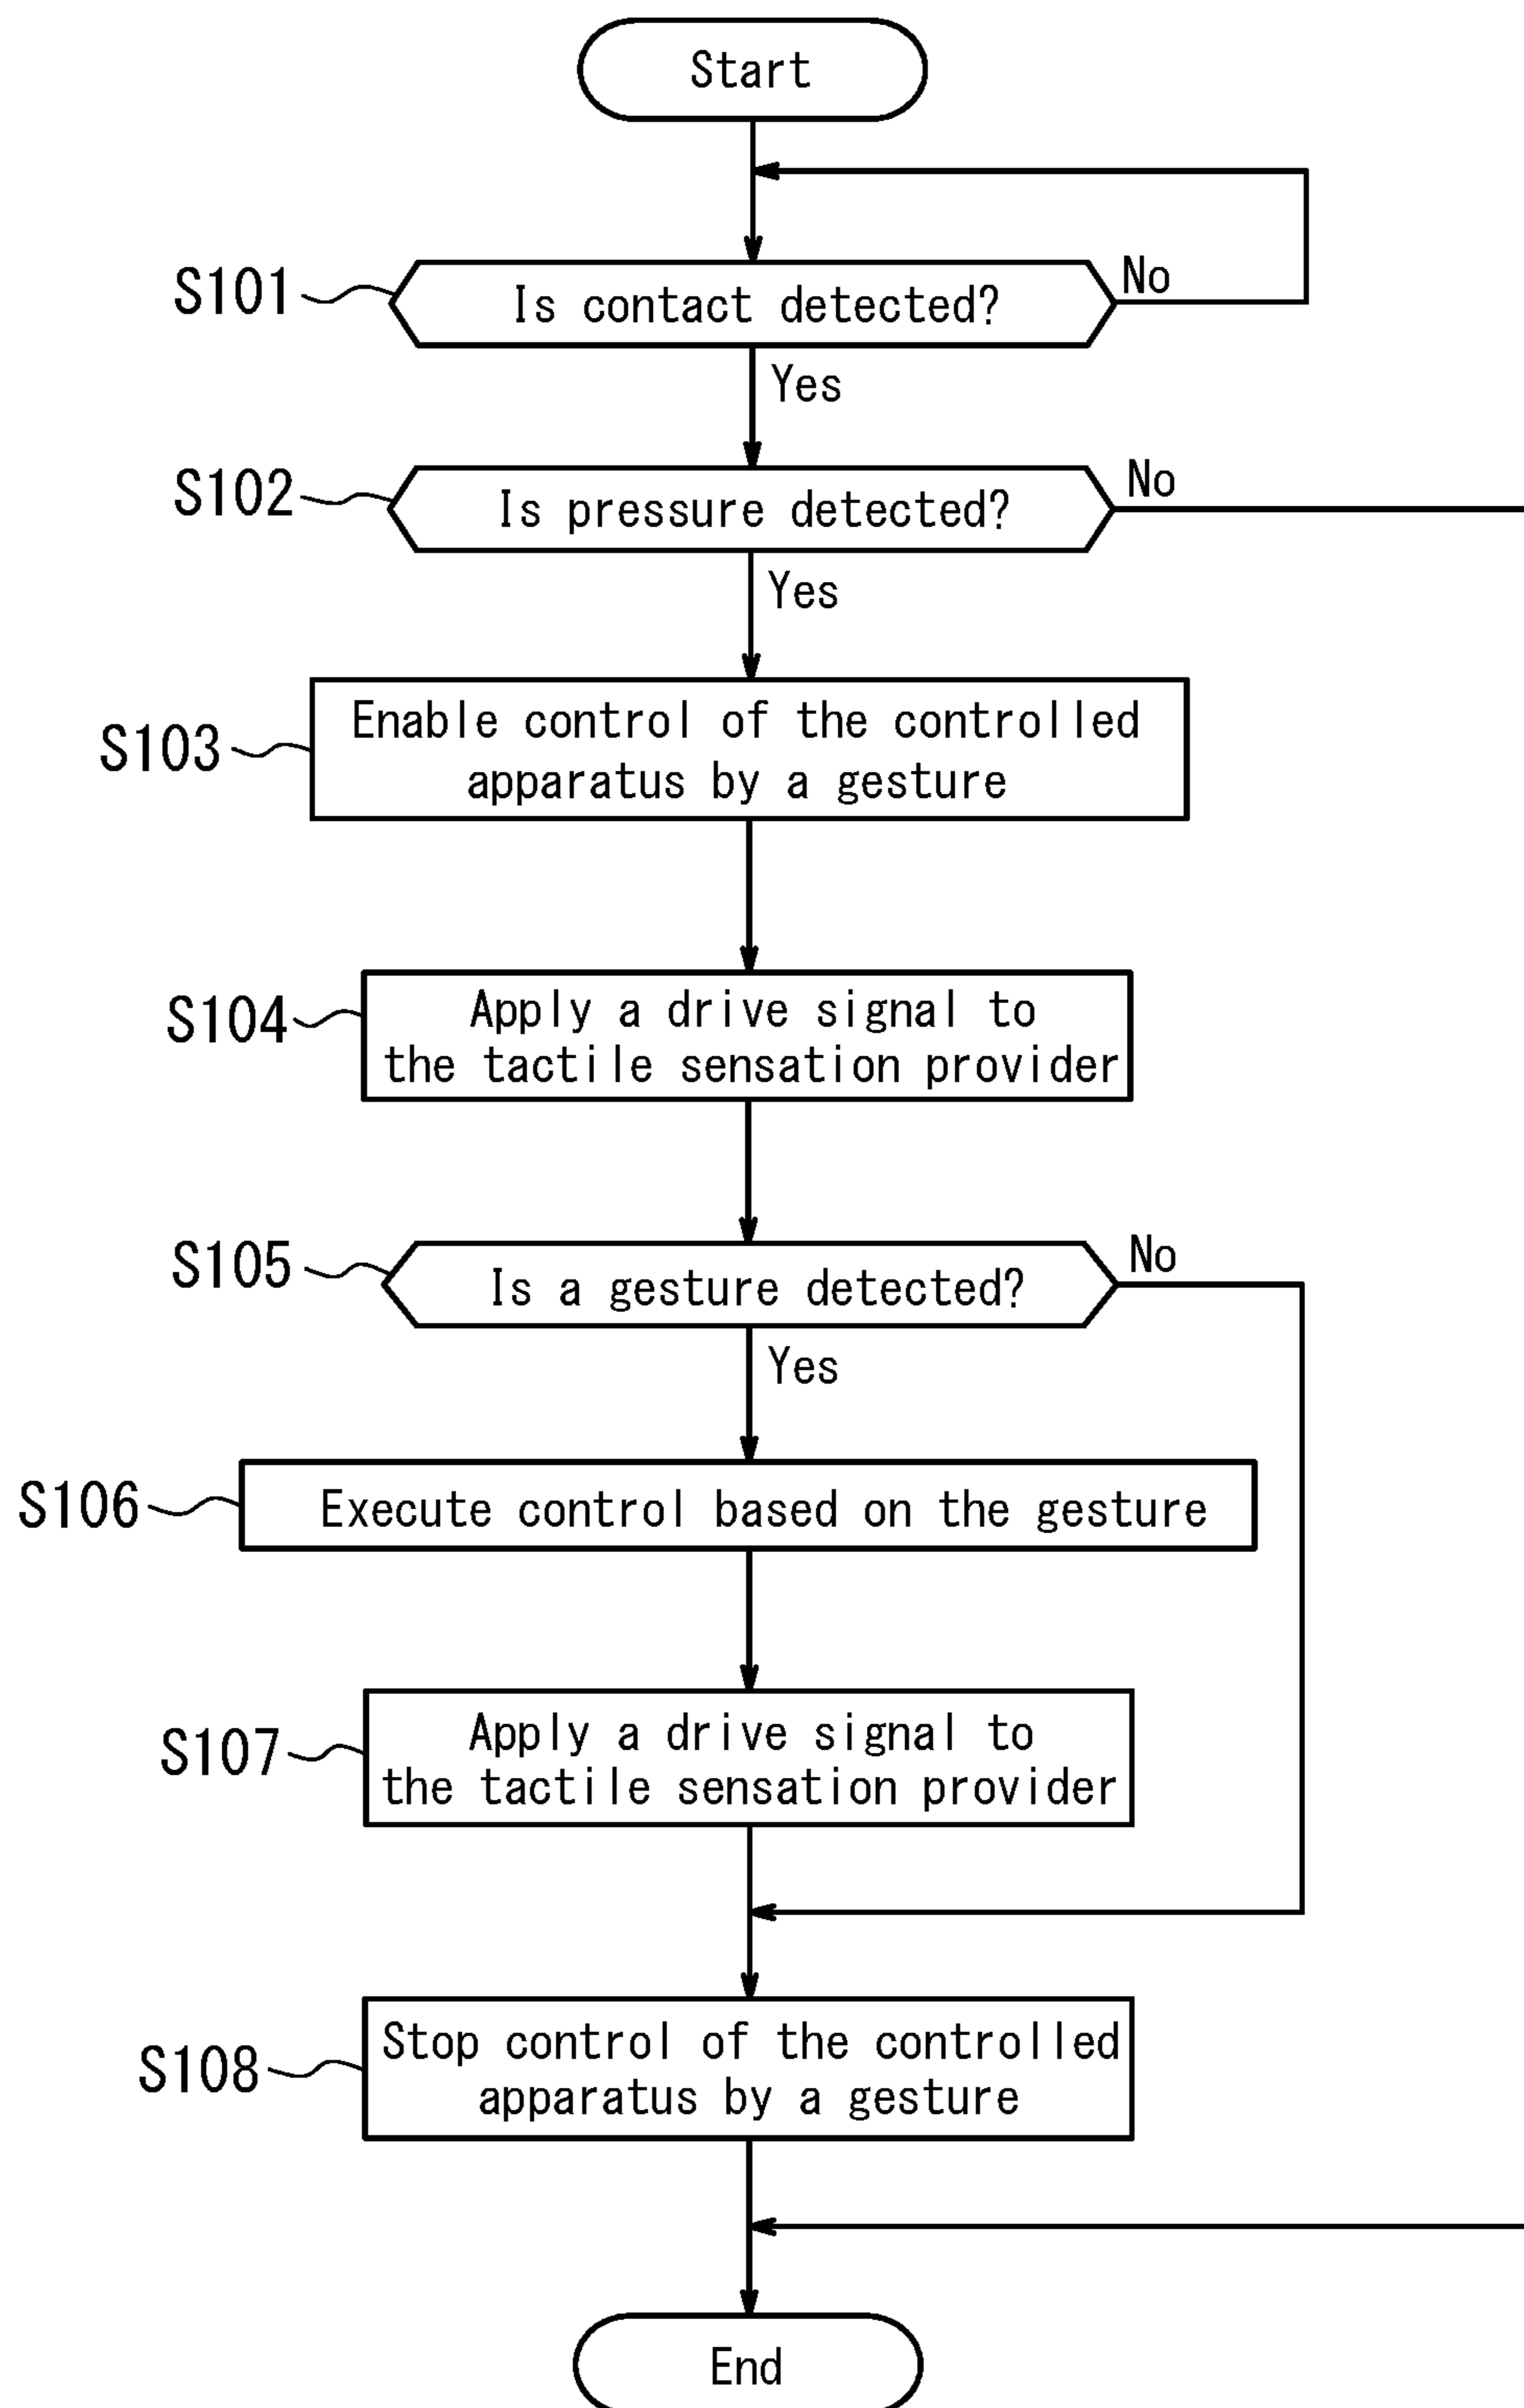 Start
S101
Is contact detected?
No
Yes
S102
Is pressure detected?
No
Yes
S103
Enable control of the controlled
apparatus by a gesture
S104
Apply a drive signal to
the tactile sensation provider
S105
Is a gesture detected?
No
Yes
S106
Execute control based on the gesture
S107
Apply a drive signal to
the tactile sensation provider
S108
Stop control of the controlled
apparatus by a gesture
End